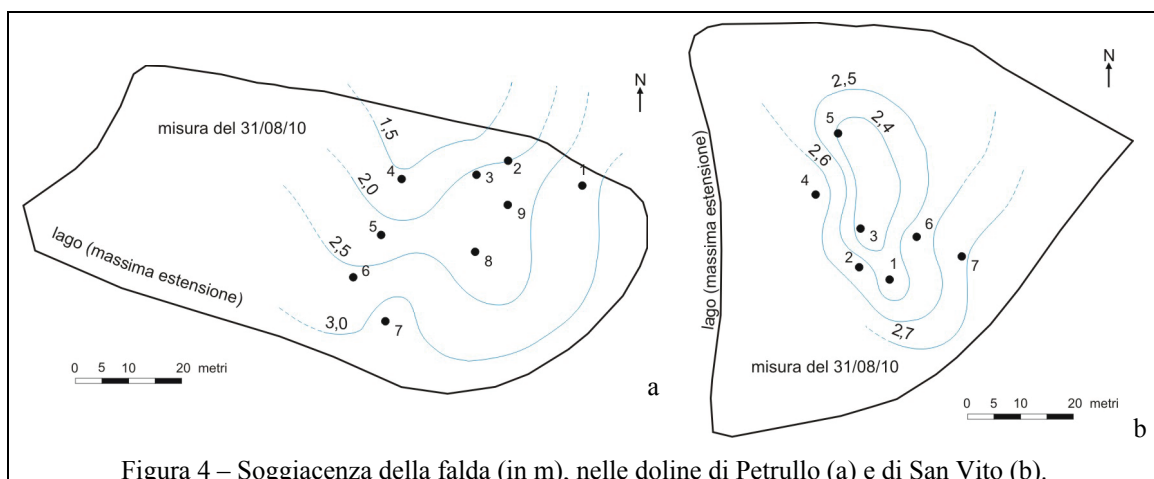 N
misura del 31/08/10
1,5
2,0
2,5
3,0
1
2
3
4
5
6
7
8
9
lago (massima estensione)
0 5 10 20 metri
a
N
2,5
2,4
2,6
2,7
1
2
3
4
5
6
7
lago (massima estensione)
misura del 31/08/10
0 5 10 20 metri
b
Figura 4 – Soggiacenza della falda (in m), nelle doline di Petrullo (a) e di San Vito (b).